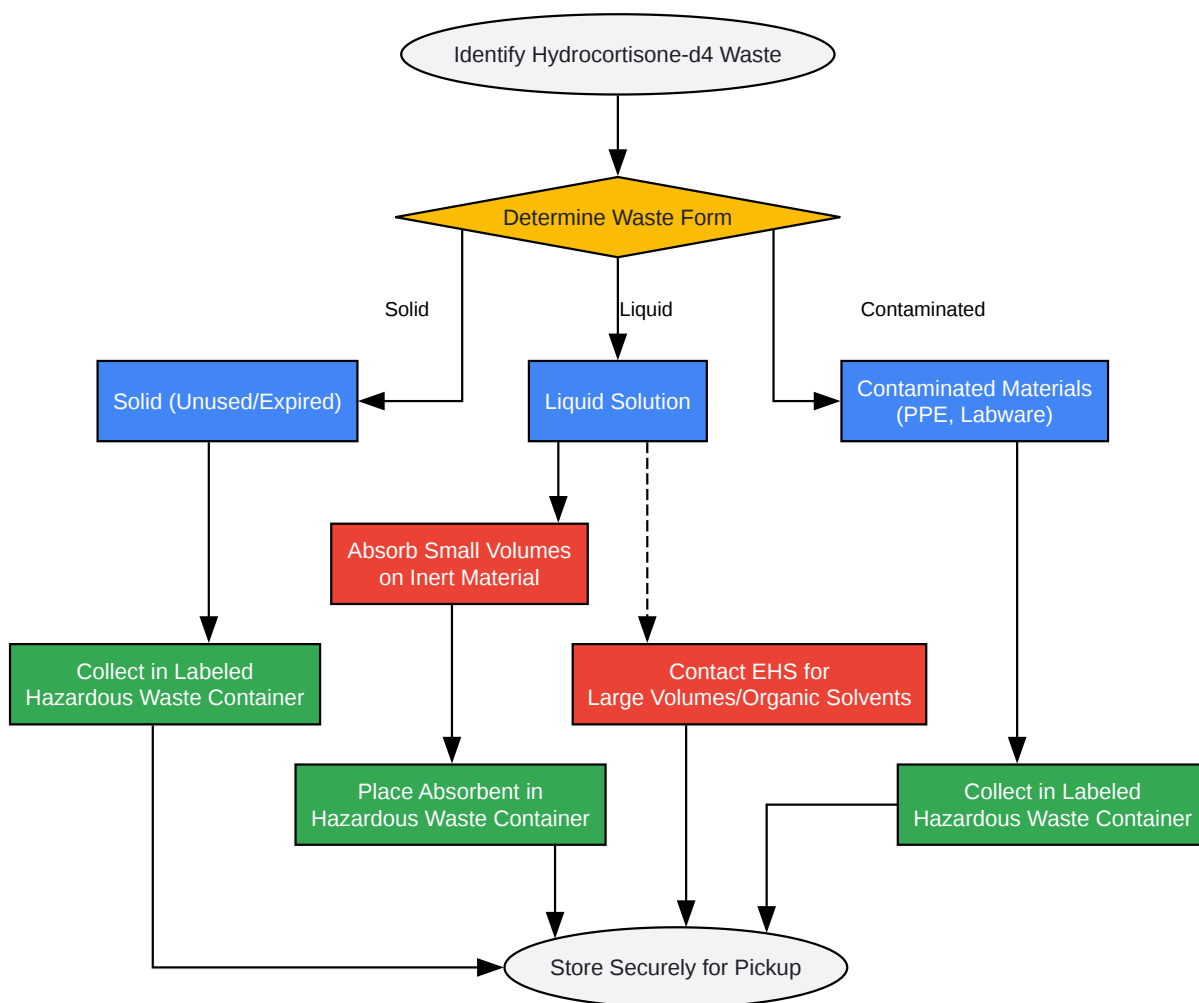 Identify Hydrocortisone-d4 Waste
Determine Waste Form
Solid
Liquid
Contaminated
Solid (Unused/Expired)
Liquid Solution
Contaminated Materials
(PPE, Labware)
Absorb Small Volumes
on Inert Material
Collect in Labeled
Hazardous Waste Container
Contact EHS for
Large Volumes/Organic Solvents
Place Absorbent in
Hazardous Waste Container
Collect in Labeled
Hazardous Waste Container
Store Securely for Pickup